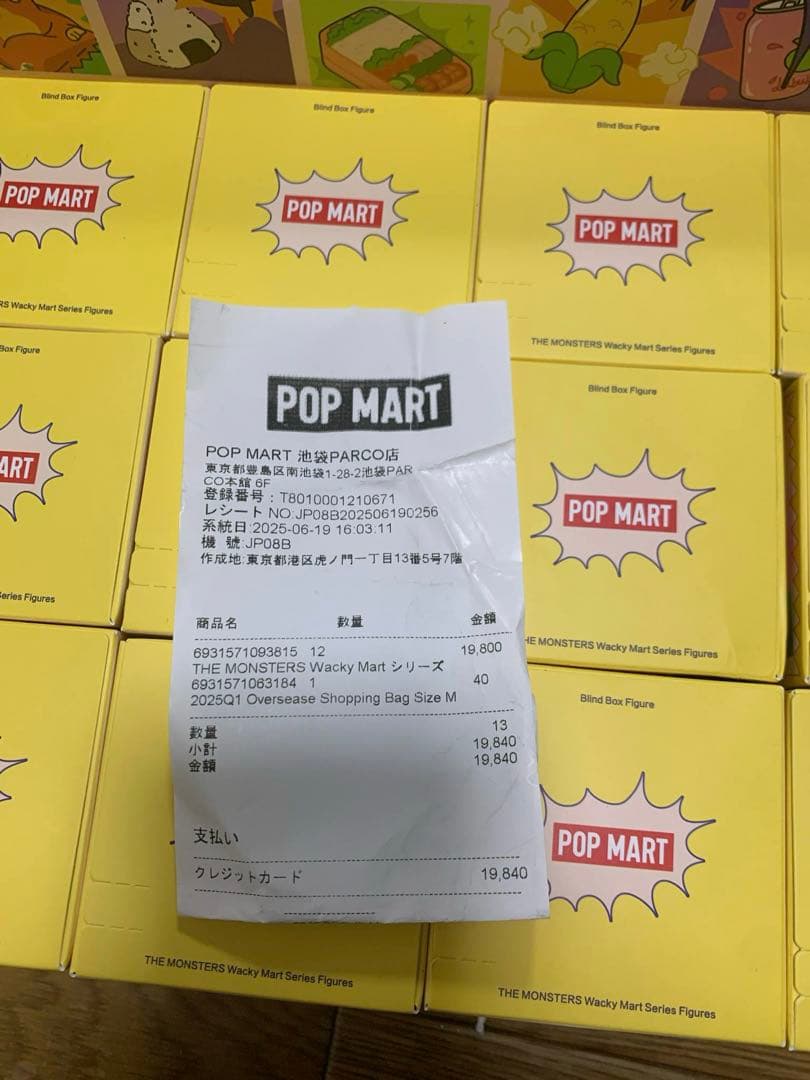 Blind Box Figure
POP MART
RS Wacky Mart Series Figures
Blind Box Figure
POP MART
Blind Box Figure
POP MART
THE MONSTERS Wacky Mart Series Figures
Box Figure
ART
Series Figures
POP MART
POP MART 池袋PARCO店
東京都豊島区南池袋1-28-2池袋PAR
CO本館 6F
登録番号：T8010001210671
レシート NO:JP08B202506190256
系統日:2025-06-19 16:03:11
機 號:JP08B
作成地:東京都港区虎ノ門一丁目13番5号7階
商品名 数量 金額
6931571093815 12 19,800
THE MONSTERS Wacky Mart シリーズ
6931571063184 1 40
2025Q1 Oversease Shopping Bag Size M
数量 13
小計 19,840
金額 19,840
支払い
クレジットカード 19,840
Blind Box Figure
POP MART
HE MONSTERS Wacky Mart Series Figures
THE MONSTERS Wacky Mart Series Figures
Blind Box Figure
POP MART
THE MONSTERS Wacky Mart Series Figures